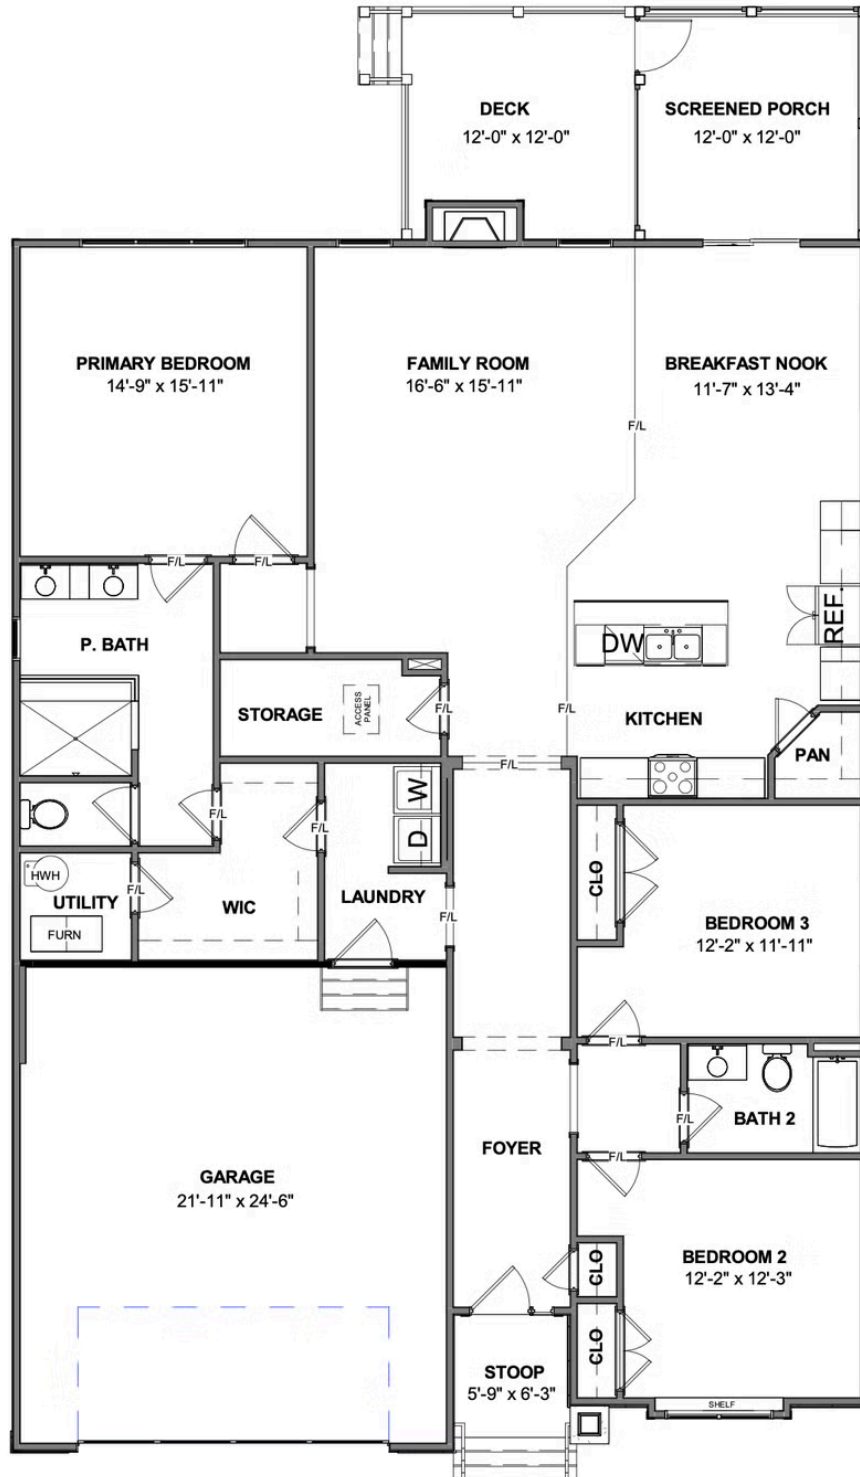 DECK
12'-0" x 12'-0"
SCREENED PORCH
12'-0" x 12'-0"
PRIMARY BEDROOM
14'-9" x 15'-11"
FAMILY ROOM
16'-6" x 15'-11"
BREAKFAST NOOK
11'-7" x 13'-4"
F/L
F/L
F/L
REF
P. BATH
DW
STORAGE
ACCESS
PANEL
F/L
F/L
KITCHEN
PAN
F/L
W
D
F/L
F/L
HWH
UTILITY
F/L
FURN
WIC
LAUNDRY
F/L
CLO
BEDROOM 3
12'-2" x 11'-11"
F/L
BATH 2
F/L
FOYER
F/L
GARAGE
21'-11" x 24'-6"
CLO
BEDROOM 2
12'-2" x 12'-3"
CLO
STOOP
5'-9" x 6'-3"
SHELF